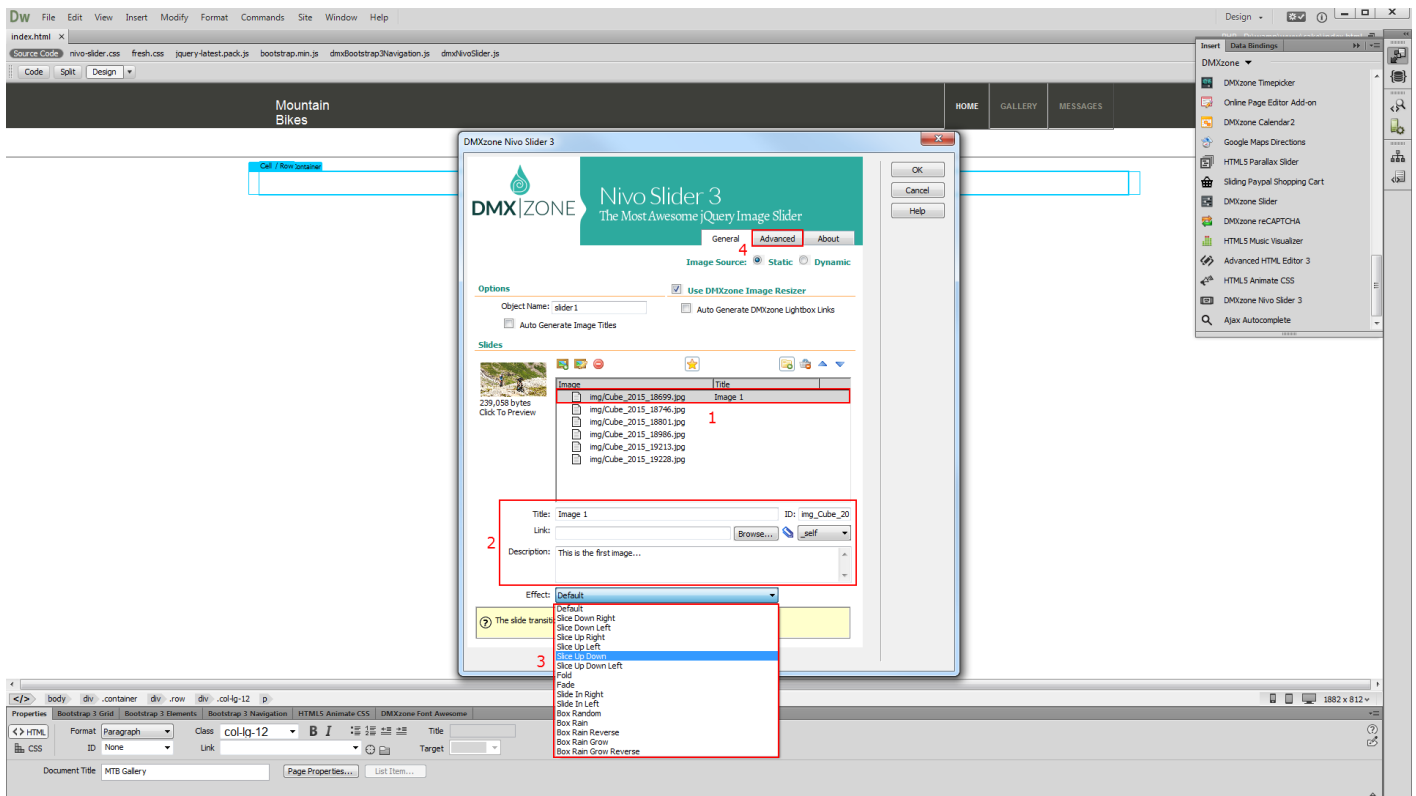 Dw File Edit View Insert Modify Format Commands Site Window Help
Design
index.html ×
Source Code nivo-slider.css fresh.css jquery-latest.pack.js bootstrap.min.js dmxBootstrap3Navigation.js dmxNivoSlider.js
Code Split Design
Mountain
Bikes
HOME GALLERY MESSAGES
Cell / Row
DMXzone Nivo Slider 3
DMX|ZONE
Nivo Slider 3
The Most Awesome jQuery Image Slider
General Advanced About
4
Image Source: Static Dynamic
Options
Use DMXzone Image Resizer
Object Name: slider1
Auto Generate DMXzone Lightbox Links
Auto Generate Image Titles
Slides
239,058 bytes
Click To Preview
Image Title
img/Cube_2015_18699.jpg Image 1
img/Cube_2015_18746.jpg
img/Cube_2015_18801.jpg
img/Cube_2015_18986.jpg
img/Cube_2015_19213.jpg
img/Cube_2015_19228.jpg
1
Title: Image 1 ID: img_Cube_20
Link: Browse... _self
2
Description: This is the first image...
Effect: Default
The slide transiti
3
Default
Slice Down Right
Slice Down Left
Slice Up Right
Slice Up Left
Slice Up Down
Slice Up Down Left
Fold
Fade
Slide In Right
Slide In Left
Box Random
Box Rain
Box Rain Reverse
Box Rain Grow
Box Rain Grow Reverse
OK
Cancel
Help
Insert Data Bindings
DMXzone
DMXzone Timepicker
Online Page Editor Add-on
DMXzone Calendar2
Google Maps Directions
HTML5 Parallax Slider
Sliding Paypal Shopping Cart
DMXzone Slider
DMXzone reCAPTCHA
HTML5 Music Visualizer
Advanced HTML Editor 3
HTML5 Animate CSS
DMXzone Nivo Slider 3
Ajax Autocomplete
</> body div .container div .row div .col-lg-12 p
1882 x 812
Properties Bootstrap 3 Grid Bootstrap 3 Elements Bootstrap 3 Navigation HTML5 Animate CSS DMXzone Font Awesome
<> HTML Format Paragraph Class col-lg-12 B I Title
CSS ID None Link Target
Document Title MTB Gallery Page Properties... List Item...